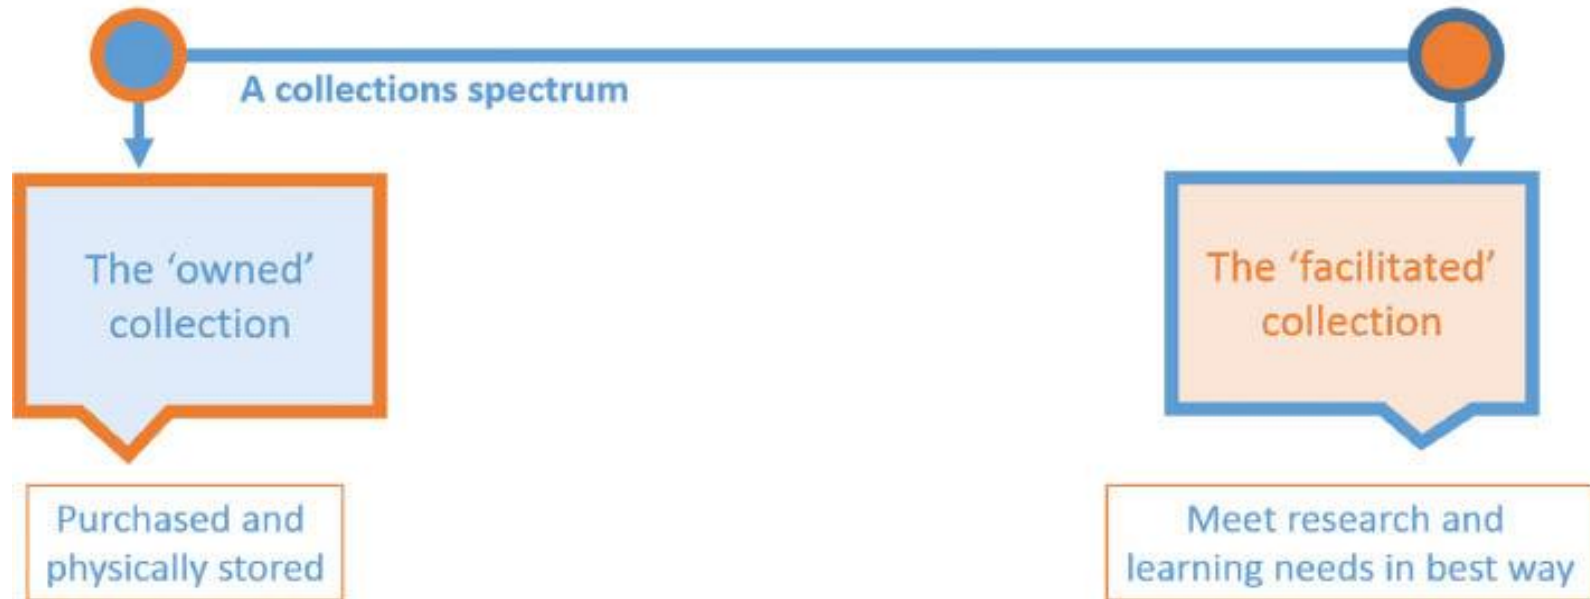 A collections spectrum
The ‘owned’
collection
The ‘facilitated’
collection
Purchased and
physically stored
Meet research and
learning needs in best way